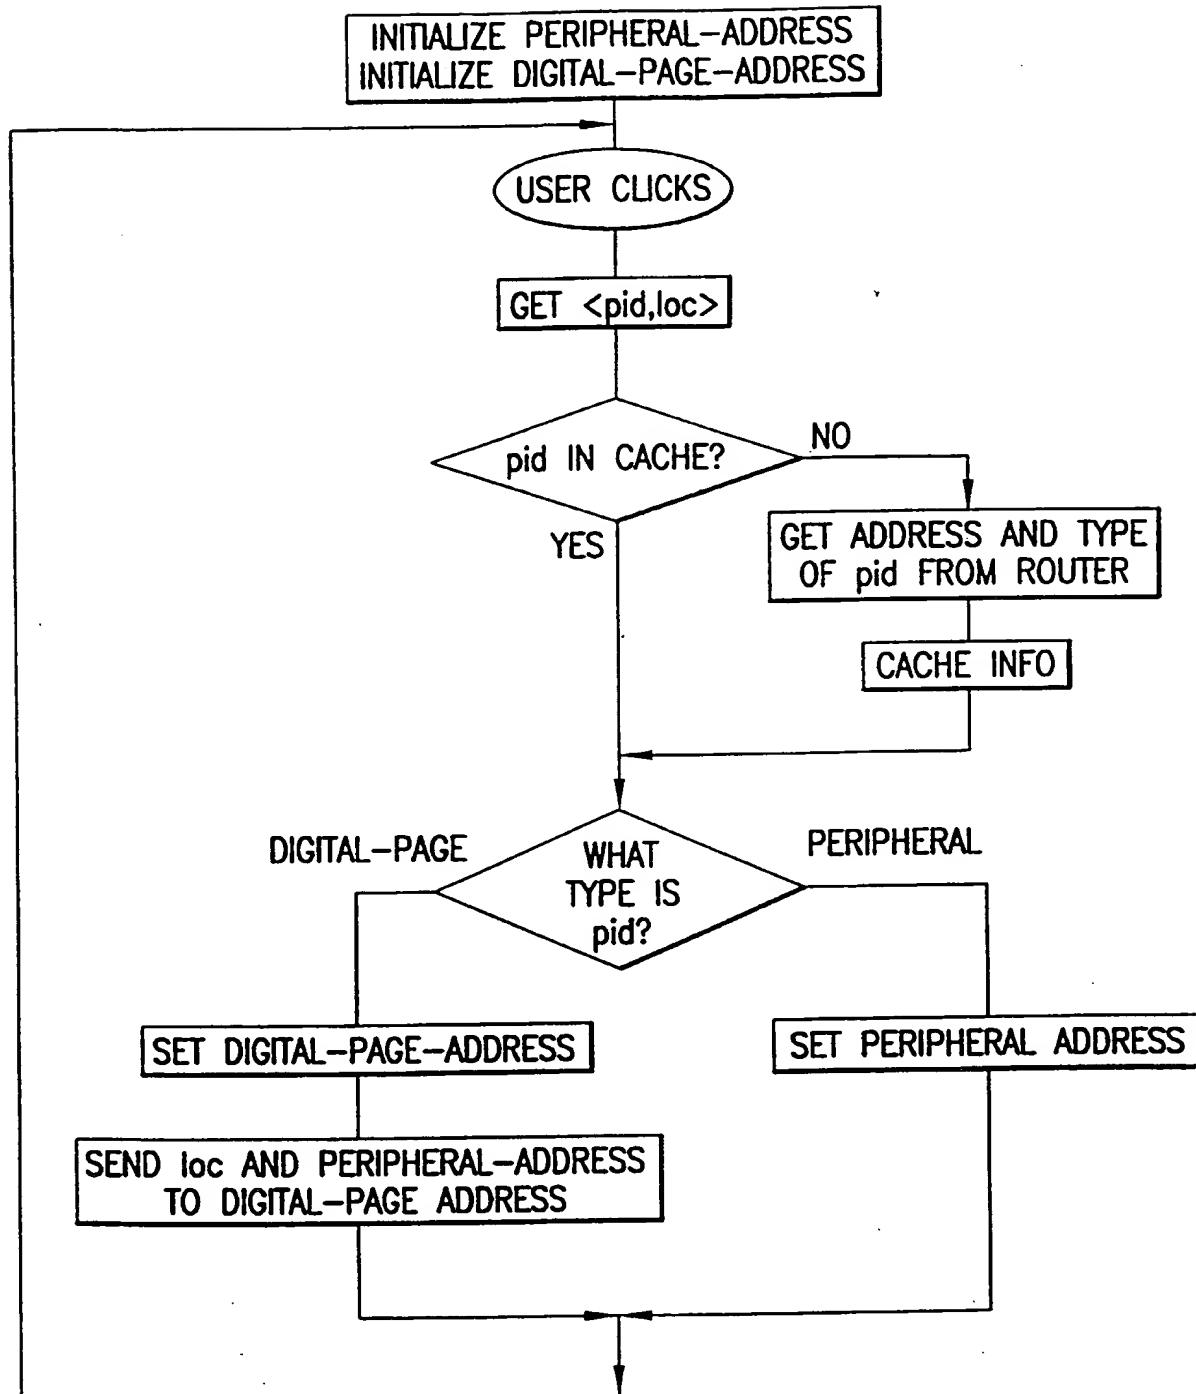 INITIALIZE PERIPHERAL-ADDRESS
INITIALIZE DIGITAL-PAGE-ADDRESS
USER CLICKS
GET <pid,loc>
pid IN CACHE?
NO
YES
GET ADDRESS AND TYPE
OF pid FROM ROUTER
CACHE INFO
DIGITAL-PAGE
WHAT
TYPE IS
pid?
PERIPHERAL
SET DIGITAL-PAGE-ADDRESS
SET PERIPHERAL ADDRESS
SEND loc AND PERIPHERAL-ADDRESS
TO DIGITAL-PAGE ADDRESS